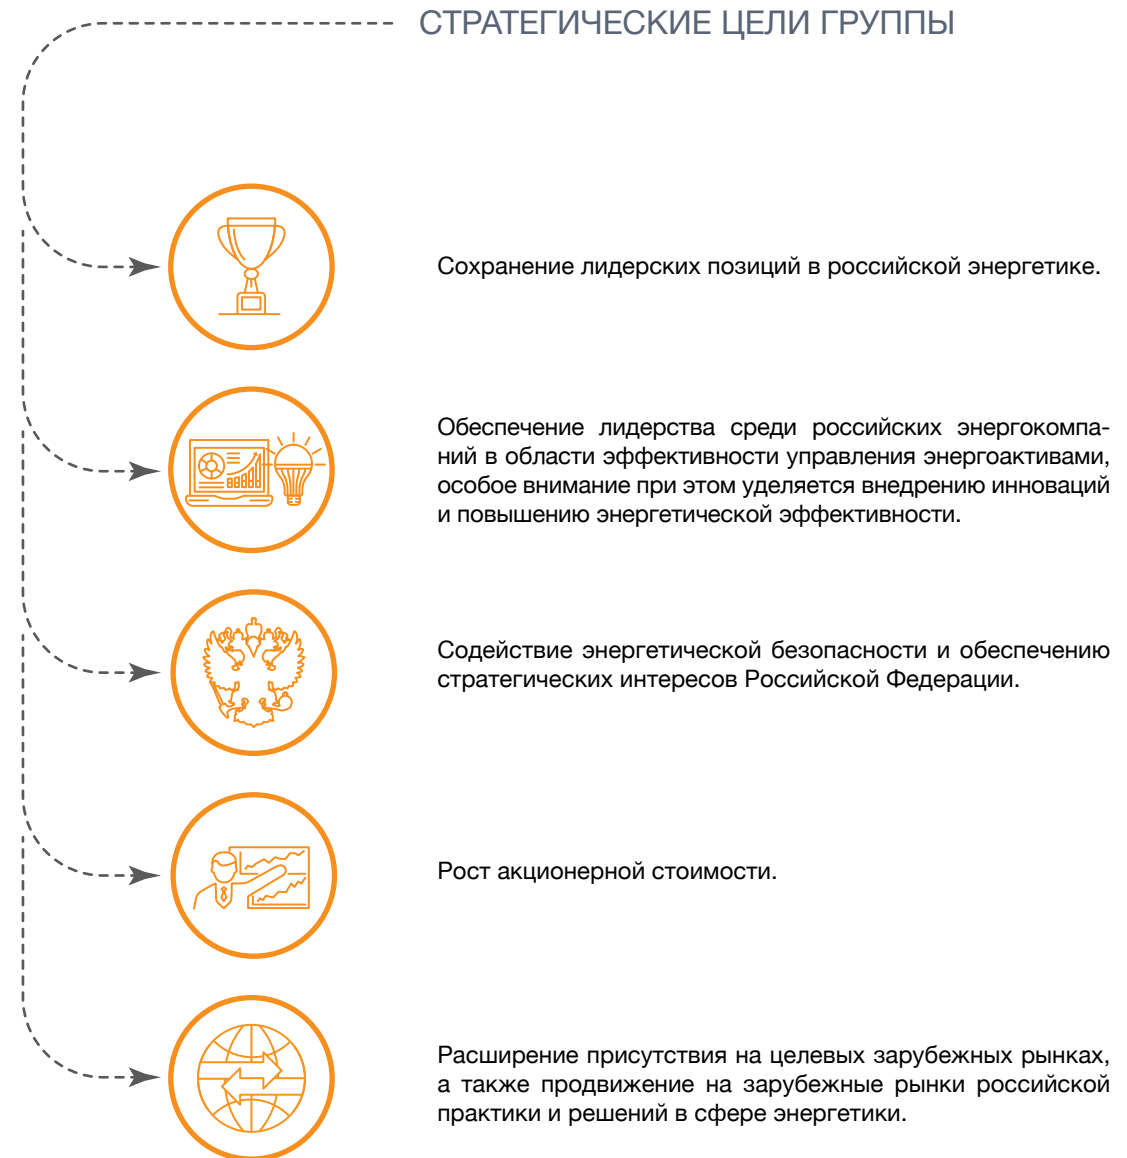 СТРАТЕГИЧЕСКИЕ ЦЕЛИ ГРУППЫ
Сохранение лидерских позиций в российской энергетике.
Обеспечение лидерства среди российских энергокомпа-
ний в области эффективности управления энергоактивами,
особое внимание при этом уделяется внедрению инноваций
и повышению энергетической эффективности.
Содействие энергетической безопасности и обеспечению
стратегических интересов Российской Федерации.
Рост акционерной стоимости.
Расширение присутствия на целевых зарубежных рынках,
а также продвижение на зарубежные рынки российской
практики и решений в сфере энергетики.